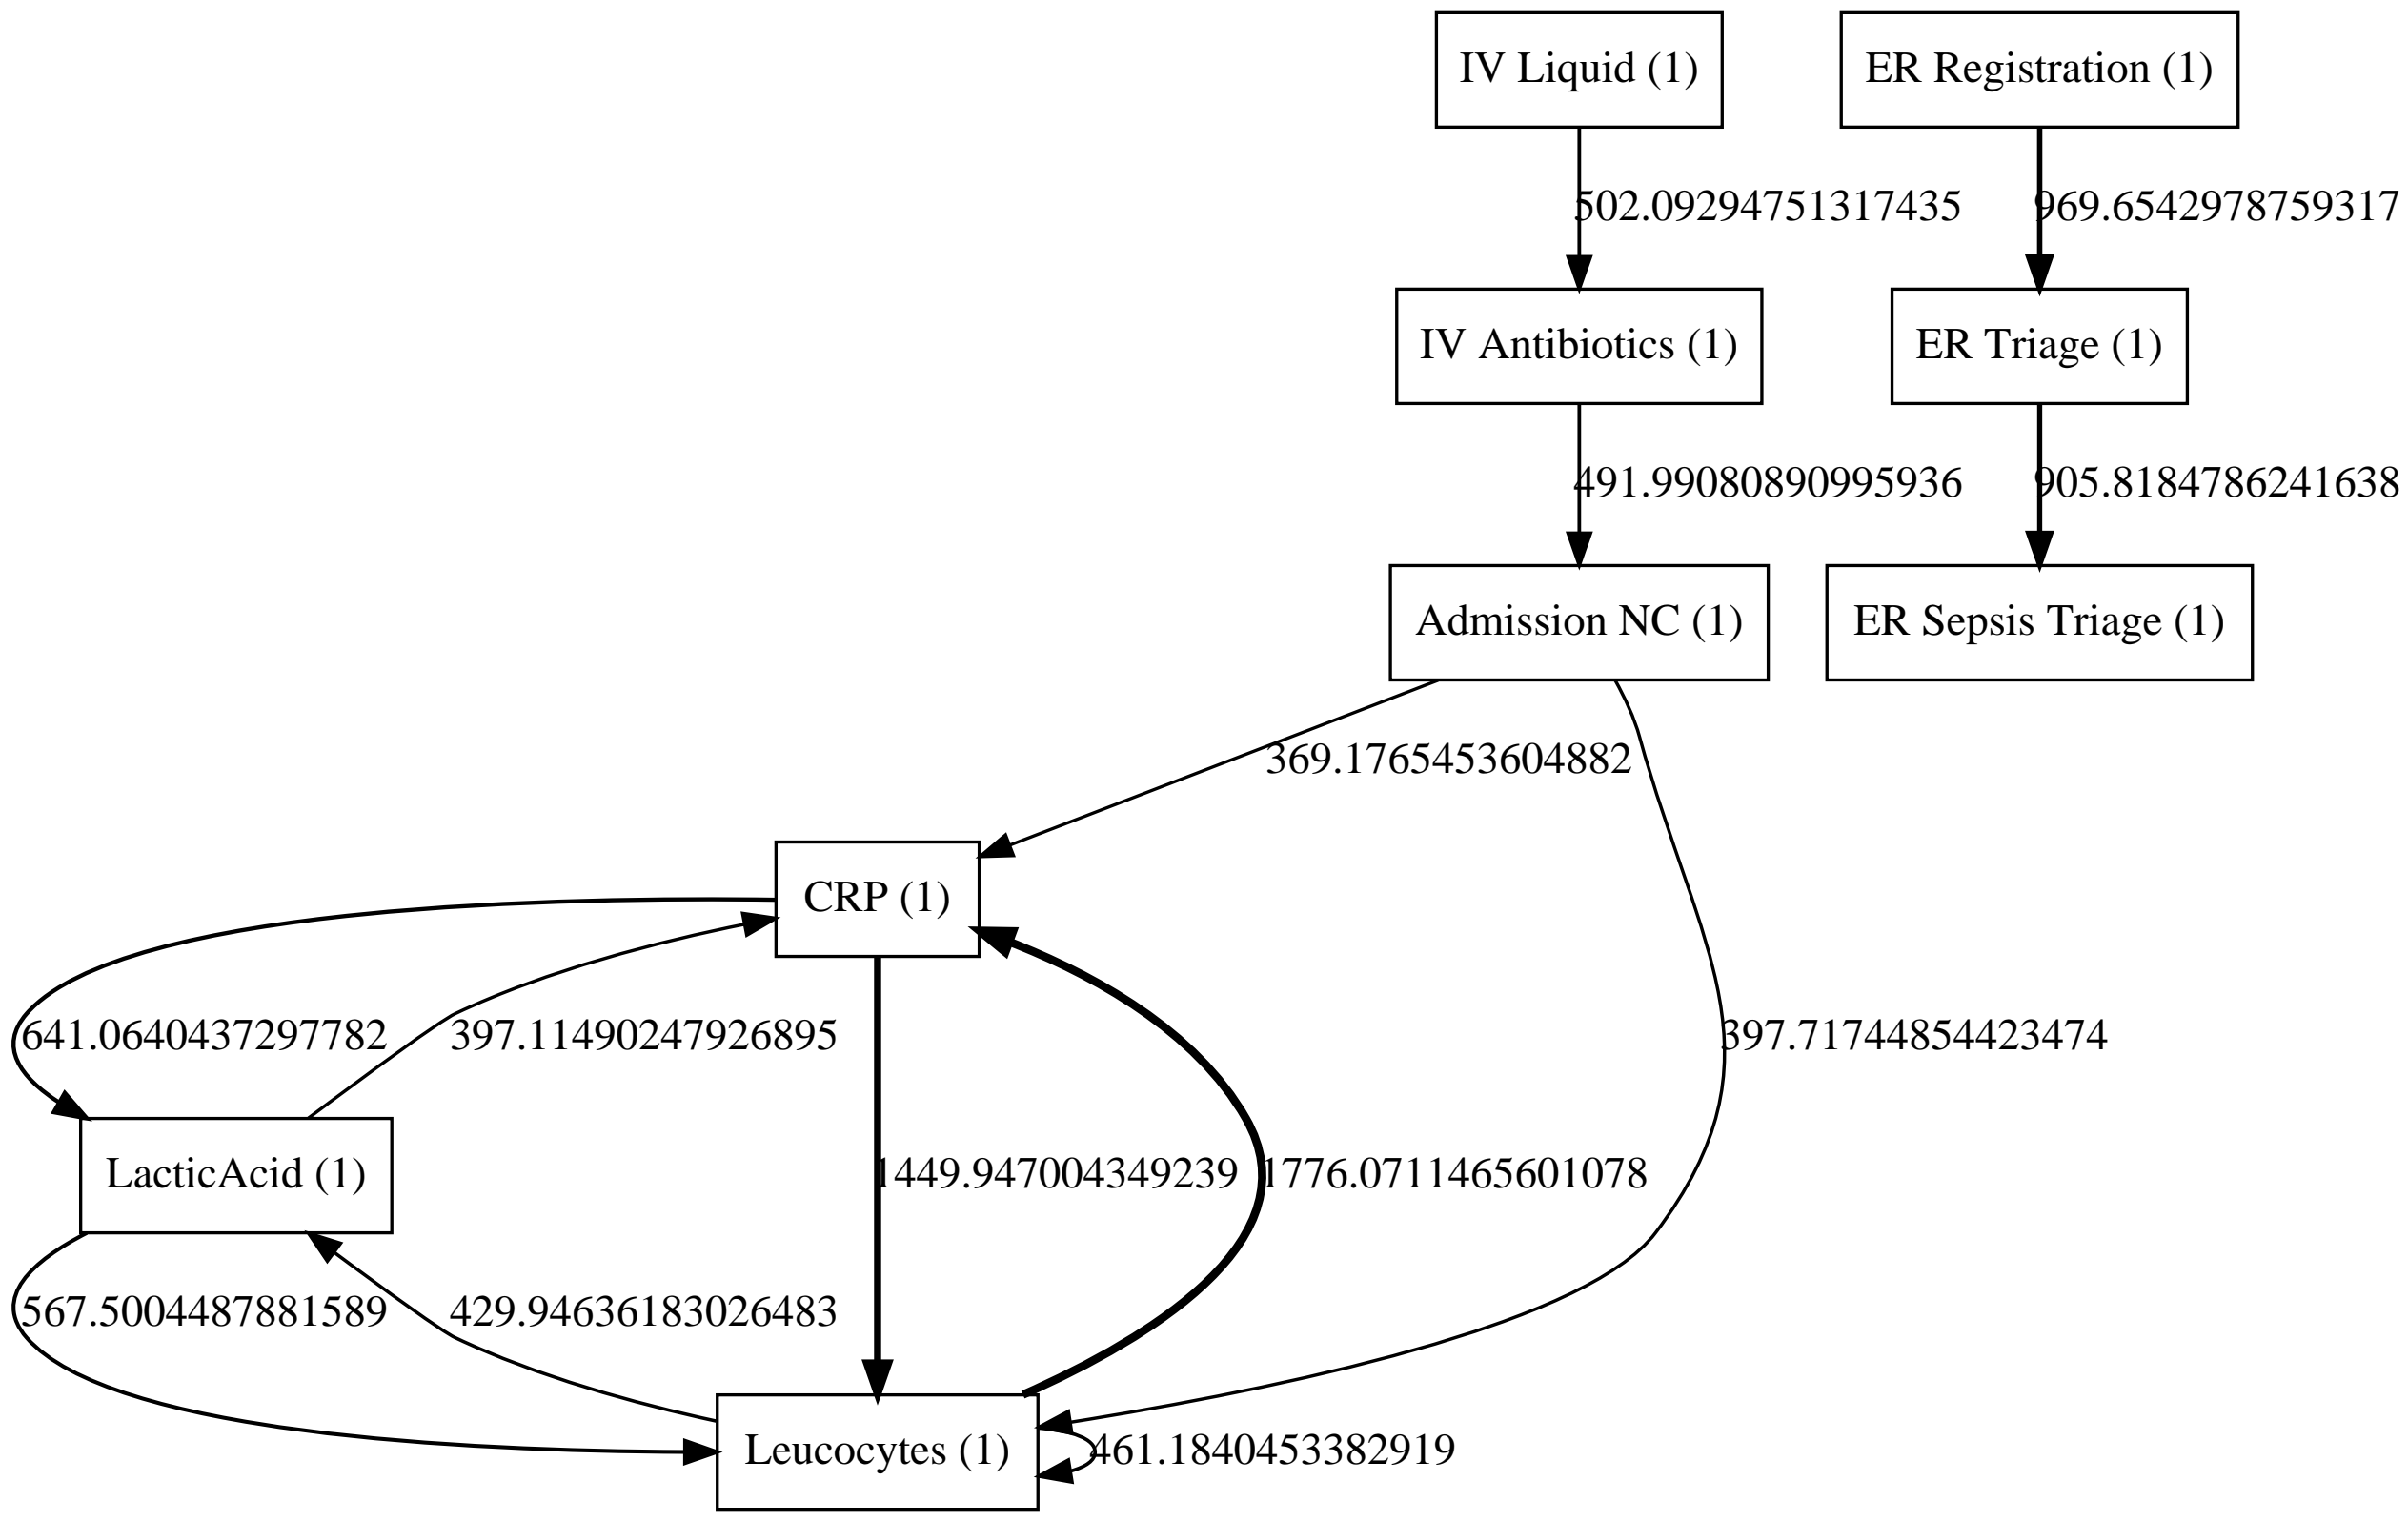 IV Liquid (1)
ER Registration (1)
502.09294751317435
969.6542978759317
IV Antibiotics (1)
ER Triage (1)
491.99080890995936
905.8184786241638
Admission NC (1)
ER Sepsis Triage (1)
369.1765453604882
CRP (1)
641.0640437297782
397.11490247926895
397.71744854423474
LacticAcid (1)
1449.947004349239
1776.0711465601078
567.5004487881589
429.94636183026483
Leucocytes (1)
461.1840453382919